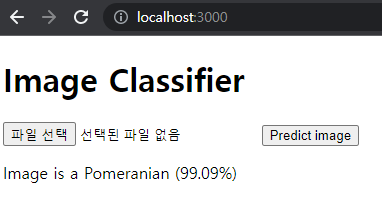 localhost:3000
Image Classifier
파일 선택 선택된 파일 없음 Predict image
Image is a Pomeranian (99.09%)